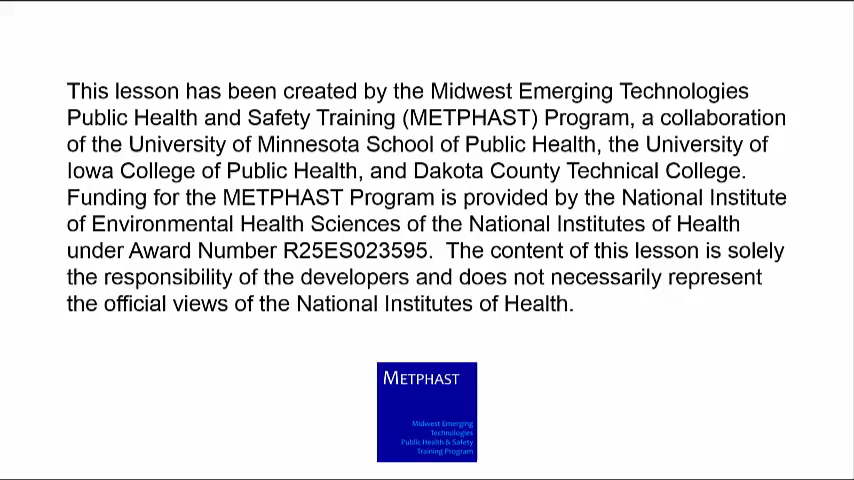 This lesson has been created by the Midwest Emerging Technologies
Public Health and Safety Training (METPHAST) Program, a collaboration
of the University of Minnesota School of Public Health, the University of
Iowa College of Public Health, and Dakota County Technical College.
Funding for the METPHAST Program is provided by the National Institute
of Environmental Health Sciences of the National Institutes of Health
under Award Number R25ES023595.  The content of this lesson is solely
the responsibility of the developers and does not necessarily represent
the official views of the National Institutes of Health.
METPHAST
Midwest Emerging
Technologies
Public Health & Safety
Training Program